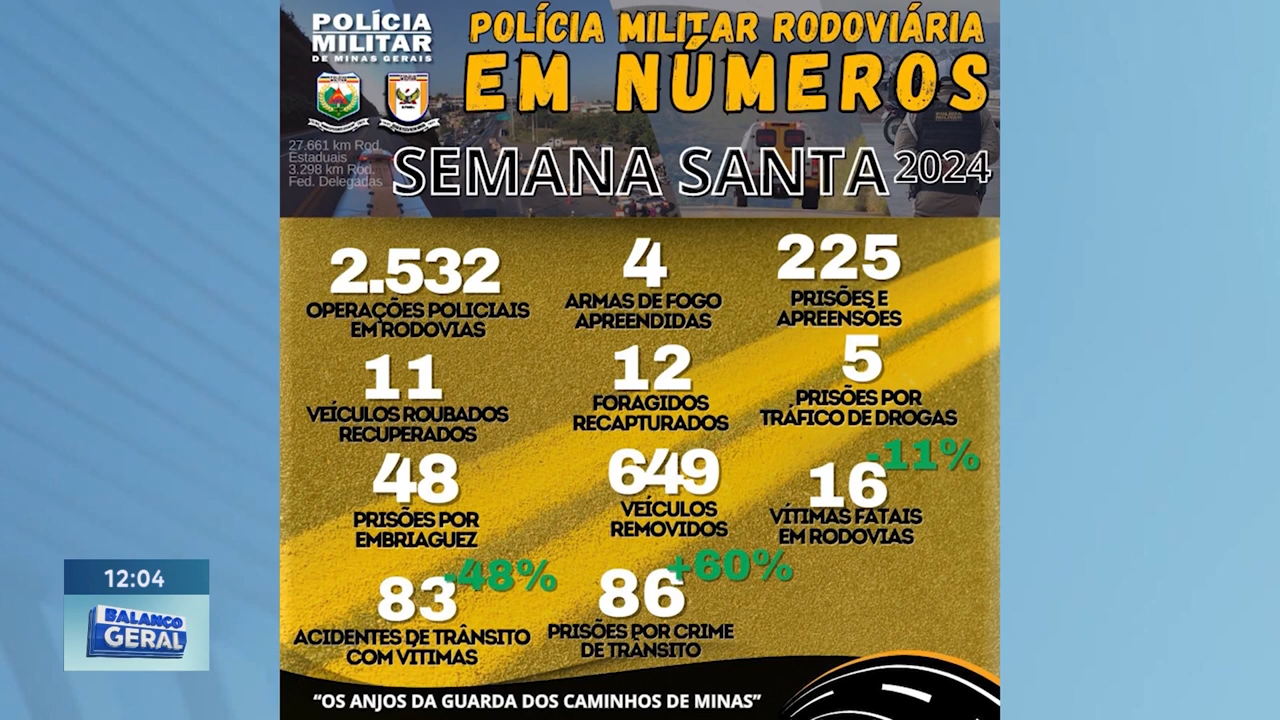 POLÍCIA
MILITAR
DE MINAS GERAIS
POLÍCIA MILITAR RODOVIÁRIA
EM NÚMEROS
27.661 km Rod.
Estaduais
3.298 km Rod.
Fed. Delegadas
SEMANA SANTA 2024
2.532
OPERAÇÕES POLICIAIS
EM RODOVIAS
4
ARMAS DE FOGO
APREENDIDAS
225
PRISÕES E
APREENSÕES
11
VEÍCULOS ROUBADOS
RECUPERADOS
12
FORAGIDOS
RECAPTURADOS
5
PRISÕES POR
TRÁFICO DE DROGAS
48
PRISÕES POR
EMBRIAGUEZ
649
VEÍCULOS
REMOVIDOS
-11%
16
VÍTIMAS FATAIS
EM RODOVIAS
-48%
83
ACIDENTES DE TRÂNSITO
COM VÍTIMAS
+60%
86
PRISÕES POR CRIME
DE TRÂNSITO
"OS ANJOS DA GUARDA DOS CAMINHOS DE MINAS"
12:04
BALANÇO
GERAL